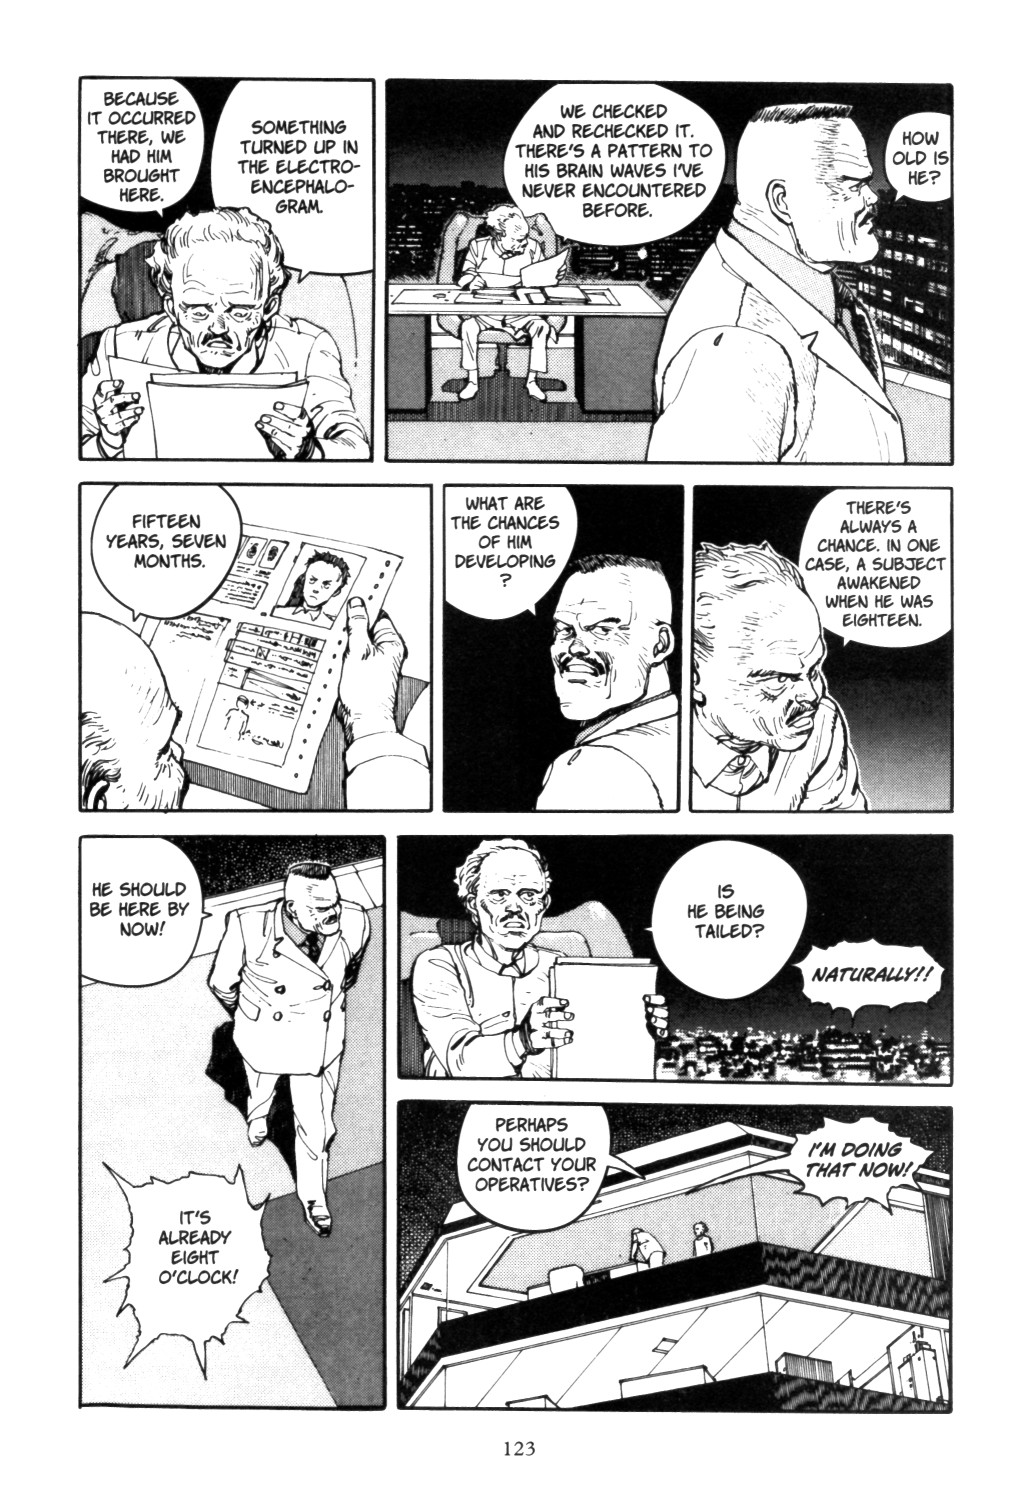 BECAUSE
IT OCCURRED
THERE, WE
HAD HIM
BROUGHT
HERE.
SOMETHING
TURNED UP IN
THE ELECTRO-
ENCEPHALO-
GRAM.
WE CHECKED
AND RECHECKED IT.
THERE'S A PATTERN TO
HIS BRAIN WAVES I'VE
NEVER ENCOUNTERED
BEFORE.
HOW
OLD IS
HE?
FIFTEEN
YEARS, SEVEN
MONTHS.
WHAT ARE
THE CHANCES
OF HIM
DEVELOPING
?
THERE'S
ALWAYS A
CHANCE. IN ONE
CASE, A SUBJECT
AWAKENED
WHEN HE WAS
EIGHTEEN.
HE SHOULD
BE HERE BY
NOW!
IT'S
ALREADY
EIGHT
O'CLOCK!
IS
HE BEING
TAILED?
NATURALLY!!
PERHAPS
YOU SHOULD
CONTACT YOUR
OPERATIVES?
I'M DOING
THAT NOW!
123